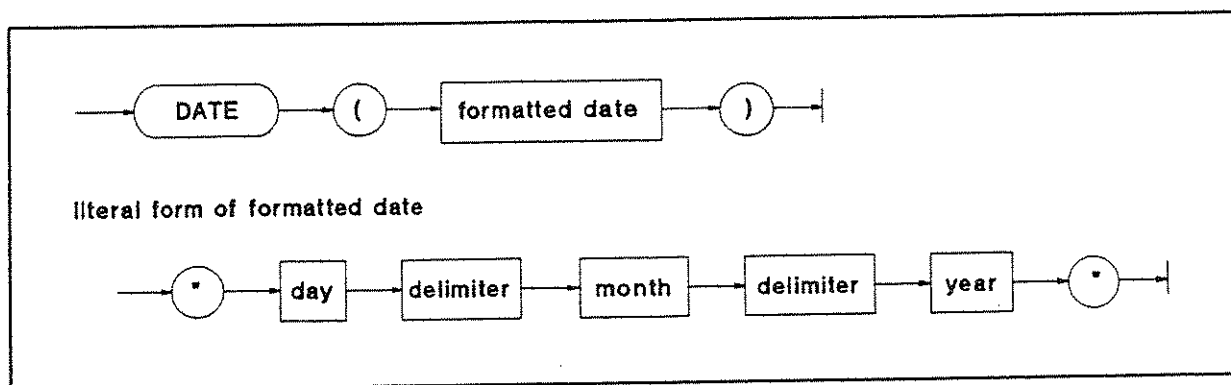 DATE ( formatted date )
literal form of formatted date
" day delimiter month delimiter year "